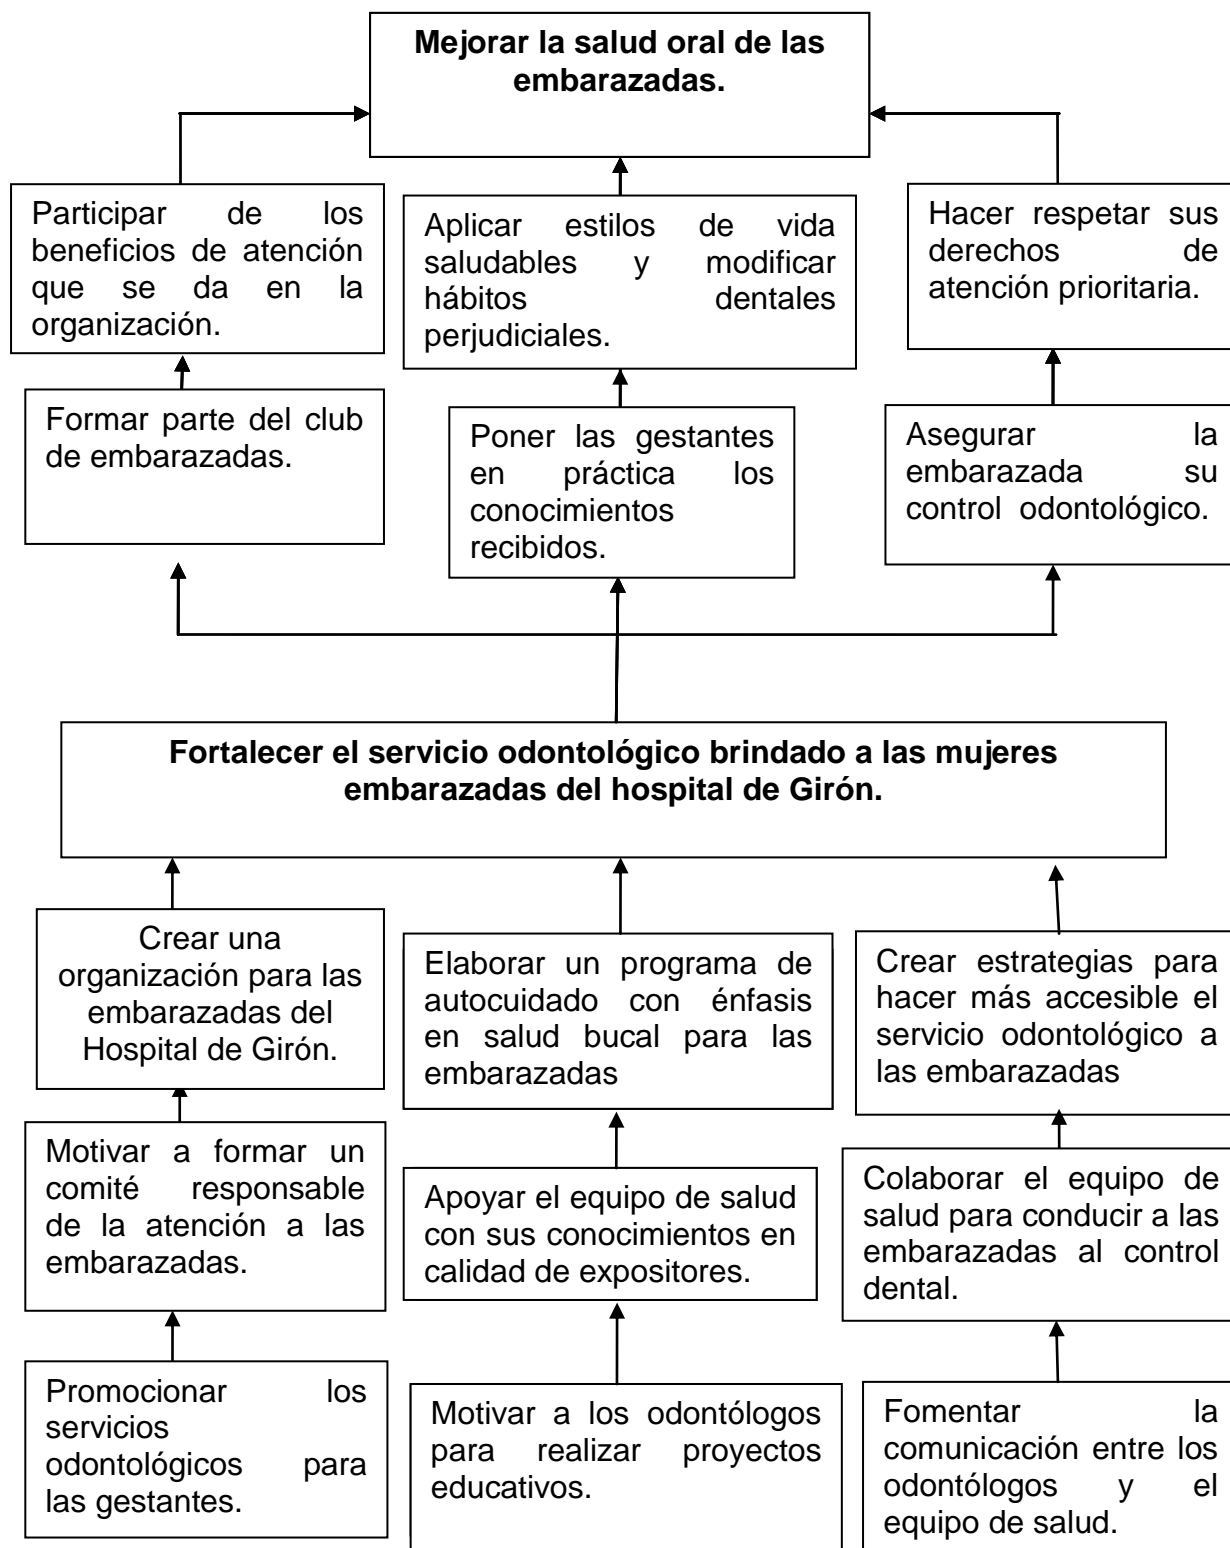 Mejorar la salud oral de las
embarazadas.
Participar de los
beneficios de atención
que se da en la
organización.
Aplicar estilos de vida
saludables y modificar
hábitos dentales
perjudiciales.
Hacer respetar sus
derechos de
atención prioritaria.
Formar parte del club
de embarazadas.
Poner las gestantes
en práctica los
conocimientos
recibidos.
Asegurar la
embarazada su
control odontológico.
Fortalecer el servicio odontológico brindado a las mujeres
embarazadas del hospital de Girón.
Crear una
organización para las
embarazadas del
Hospital de Girón.
Elaborar un programa de
autocuidado con énfasis
en salud bucal para las
embarazadas
Crear estrategias para
hacer más accesible el
servicio odontológico a
las embarazadas
Motivar a formar un
comité responsable
de la atención a las
embarazadas.
Apoyar el equipo de salud
con sus conocimientos en
calidad de expositores.
Colaborar el equipo de
salud para conducir a las
embarazadas al control
dental.
Promocionar los
servicios
odontológicos para
las gestantes.
Motivar a los odontólogos
para realizar proyectos
educativos.
Fomentar la
comunicación entre los
odontólogos y el
equipo de salud.